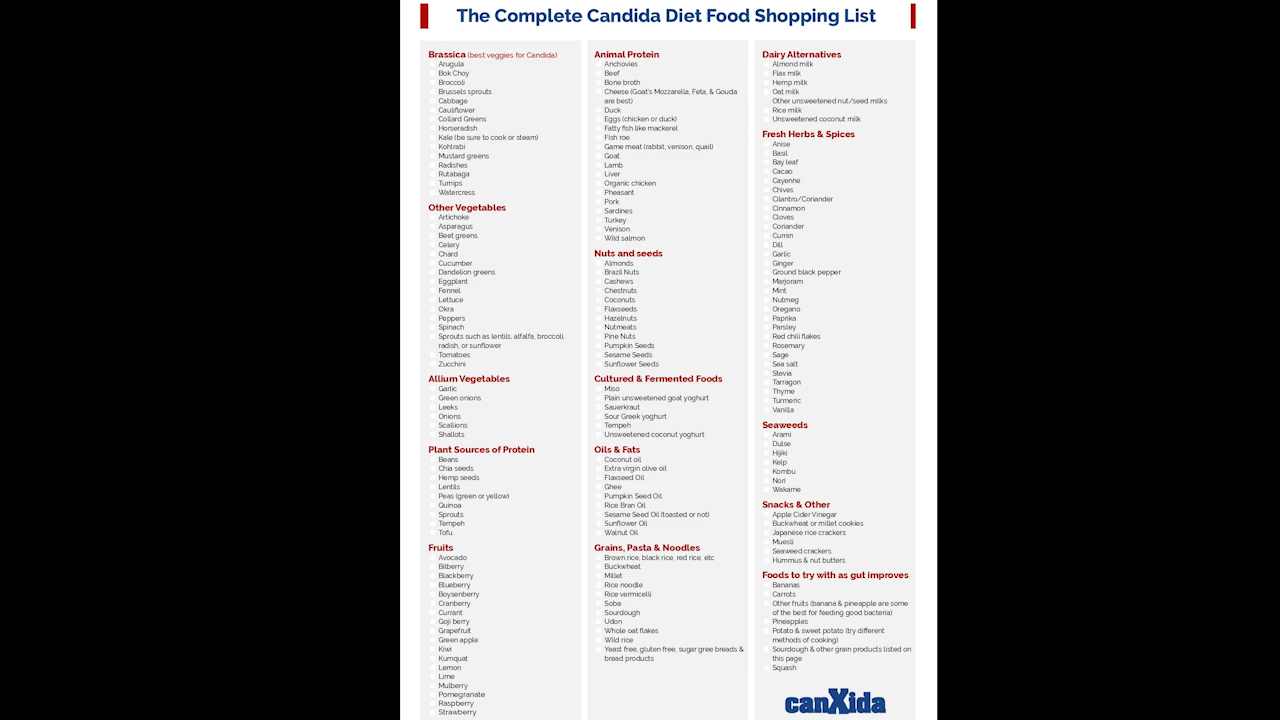 The Complete Candida Diet Food Shopping List
Brassica (best veggies for Candida)
Arugula
Bok Choy
Broccoli
Brussels sprouts
Cabbage
Cauliflower
Collard Greens
Horseradish
Kale (be sure to cook or steam)
Kohlrabi
Mustard greens
Radishes
Rutabaga
Turnips
Watercress
Other Vegetables
Artichoke
Asparagus
Beet greens
Celery
Chard
Cucumber
Dandelion greens
Eggplant
Fennel
Lettuce
Okra
Peppers
Spinach
Sprouts such as lentils, alfalfa, broccoli,
radish, or sunflower
Tomatoes
Zucchini
Allium Vegetables
Garlic
Green onions
Leeks
Onions
Scallions
Shallots
Plant Sources of Protein
Beans
Chia seeds
Hemp seeds
Lentils
Peas (green or yellow)
Quinoa
Sprouts
Tempeh
Tofu
Fruits
Avocado
Bilberry
Blackberry
Blueberry
Boysenberry
Cranberry
Currant
Goji berry
Grapefruit
Green apple
Kiwi
Kumquat
Lemon
Lime
Mulberry
Pomegranate
Raspberry
Strawberry
Animal Protein
Anchovies
Beef
Bone broth
Cheese (Goat's Mozzarella, Feta, & Gouda
are best)
Duck
Eggs (chicken or duck)
Fatty fish like mackerel
Fish roe
Game meat (rabbit, venison, quail)
Goat
Lamb
Liver
Organic chicken
Pheasant
Pork
Sardines
Turkey
Venison
Wild salmon
Nuts and seeds
Almonds
Brazil Nuts
Cashews
Chestnuts
Coconuts
Flaxseeds
Hazelnuts
Nutmeats
Pine Nuts
Pumpkin Seeds
Sesame Seeds
Sunflower Seeds
Cultured & Fermented Foods
Miso
Plain unsweetened goat yoghurt
Sauerkraut
Sour Greek yoghurt
Tempeh
Unsweetened coconut yoghurt
Oils & Fats
Coconut oil
Extra virgin olive oil
Flaxseed Oil
Ghee
Pumpkin Seed Oil
Rice Bran Oil
Sesame Seed Oil (toasted or not)
Sunflower Oil
Walnut Oil
Grains, Pasta & Noodles
Brown rice, black rice, red rice, etc
Buckwheat
Millet
Rice noodle
Rice vermicelli
Soba
Sourdough
Udon
Whole oat flakes
Wild rice
Yeast free, gluten free, sugar gree breads &
bread products
Dairy Alternatives
Almond milk
Flax milk
Hemp milk
Oat milk
Other unsweetened nut/seed milks
Rice milk
Unsweetened coconut milk
Fresh Herbs & Spices
Anise
Basil
Bay leaf
Cacao
Cayenne
Chives
Cilantro/Coriander
Cinnamon
Cloves
Coriander
Cumin
Dill
Garlic
Ginger
Ground black pepper
Marjoram
Mint
Nutmeg
Oregano
Paprika
Parsley
Red chili flakes
Rosemary
Sage
Sea salt
Stevia
Tarragon
Thyme
Turmeric
Vanilla
Seaweeds
Arami
Dulse
Hijiki
Kelp
Kombu
Nori
Wakame
Snacks & Other
Apple Cider Vinegar
Buckwheat or millet cookies
Japanese rice crackers
Muesli
Seaweed crackers
Hummus & nut butters
Foods to try with as gut improves
Bananas
Carrots
Other fruits (banana & pineapple are some
of the best for feeding good bacteria)
Pineapples
Potato & sweet potato (try different
methods of cooking)
Sourdough & other grain products listed on
this page
Squash
canXida